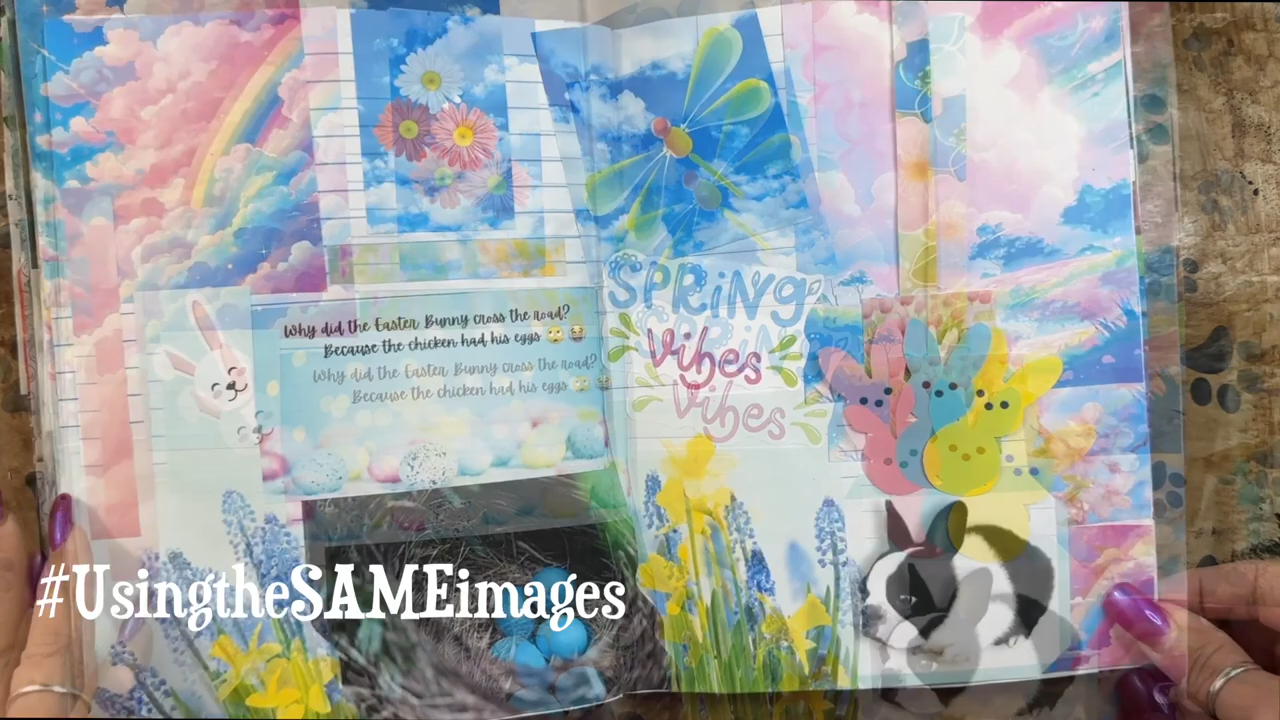 Why did the Easter Bunny cross the road?
Because the chicken had his eggs 🙄 😂
Why did the Easter Bunny cross the road?
Because the chicken had his eggs
SPRiNG
SPRiNG
vibes
vibes
#UsingtheSAMEimages